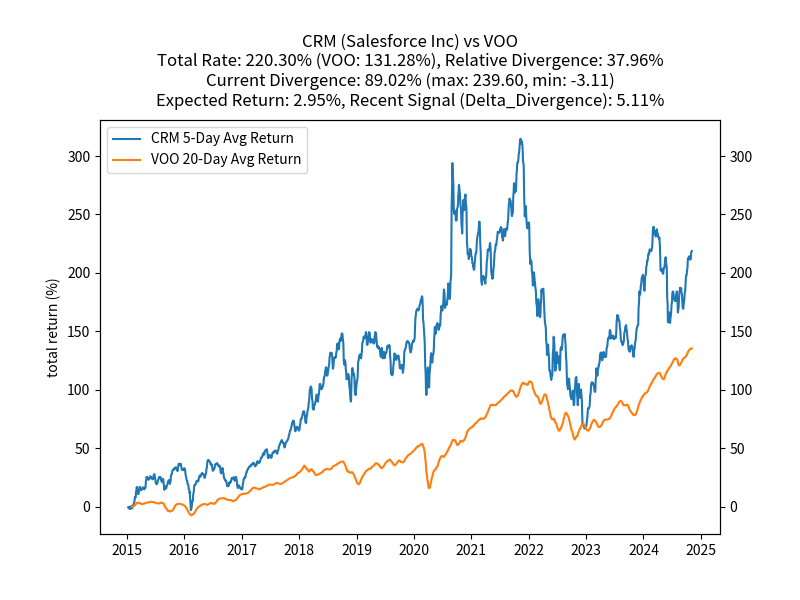 CRM (Salesforce Inc) vs VOO
Total Rate: 220.30% (VOO: 131.28%), Relative Divergence: 37.96%
Current Divergence: 89.02% (max: 239.60, min: -3.11)
Expected Return: 2.95%, Recent Signal (Delta_Divergence): 5.11%
CRM 5-Day Avg Return
VOO 20-Day Avg Return
total return (%)
300 300
250 250
200 200
150 150
100 100
50 50
0 0
2015 2016 2017 2018 2019 2020 2021 2022 2023 2024 2025